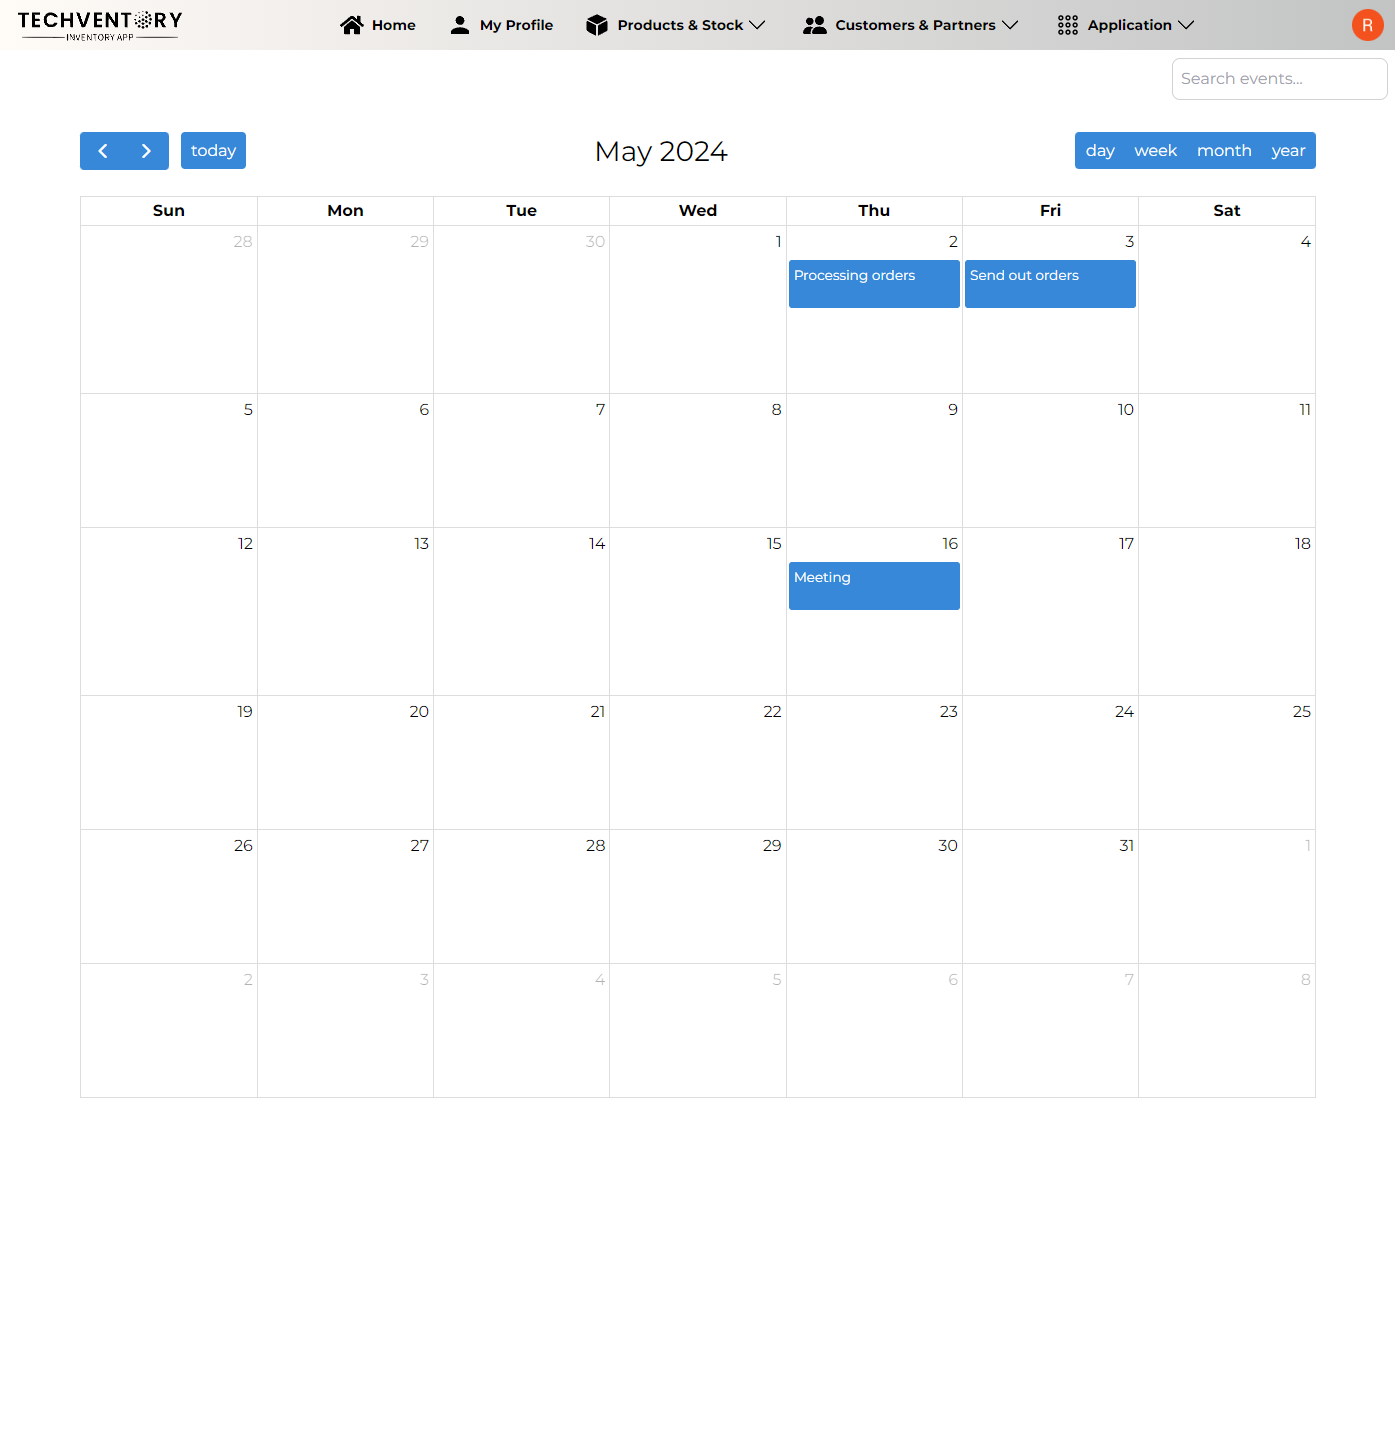 TECHVENTORY
INVENTORY APP
Home My Profile Products & Stock Customers & Partners Application R
Search events...
today May 2024 day week month year
Sun Mon Tue Wed Thu Fri Sat
28 29 30 1 2 3 4
Processing orders Send out orders
5 6 7 8 9 10 11
12 13 14 15 16 17 18
Meeting
19 20 21 22 23 24 25
26 27 28 29 30 31 1
2 3 4 5 6 7 8